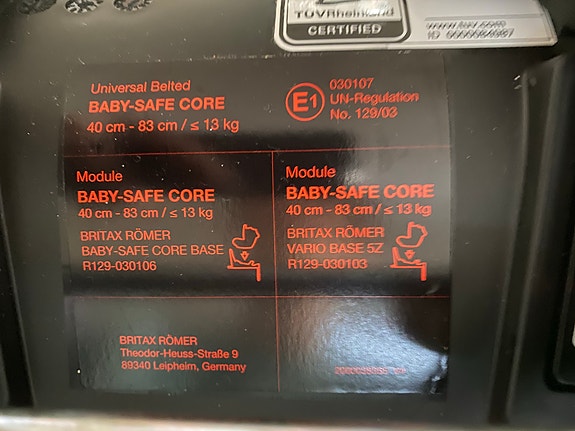 TÜVRheinland
CERTIFIED
www.tuv.com
Universal Belted
BABY-SAFE CORE
40 cm - 83 cm / ≤ 13 kg
E1
030107
UN-Regulation
No. 129/03
Module
BABY-SAFE CORE
40 cm - 83 cm / ≤ 13 kg
BRITAX RÖMER
BABY-SAFE CORE BASE
R129-030106
Module
BABY-SAFE CORE
40 cm - 83 cm / ≤ 13 kg
BRITAX RÖMER
VARIO BASE 5Z
R129-030103
BRITAX RÖMER
Theodor-Heuss-Straße 9
89340 Leipheim, Germany